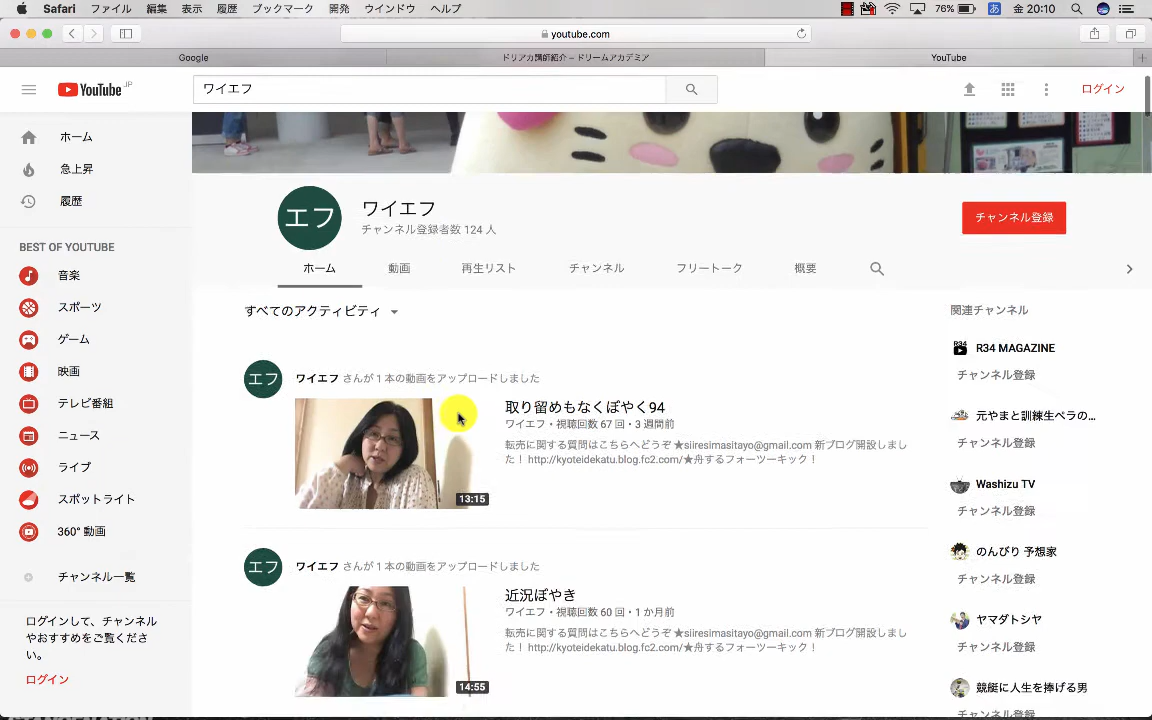 Safari ファイル 編集 表示 履歴 ブックマーク 開発 ウインドウ ヘルプ 76% あ 金 20:10
youtube.com
Google ドリアカ講師紹介 – ドリームアカデミア YouTube
YouTube JP ワイエフ ログイン
ホーム
急上昇
履歴
BEST OF YOUTUBE
音楽
スポーツ
ゲーム
映画
テレビ番組
ニュース
ライブ
スポットライト
360° 動画
チャンネル一覧
ログインして、チャンネル
やおすすめをご覧くださ
い。
ログイン
エフ
ワイエフ
チャンネル登録者数 124 人
チャンネル登録
ホーム 動画 再生リスト チャンネル フリートーク 概要
すべてのアクティビティ
エフ ワイエフ さんが 1 本の動画をアップロードしました
13:15
取り留めもなくぼやく94
ワイエフ・視聴回数 67 回・3 週間前
転売に関する質問はこちらへどうぞ ★siiresimasitayo@gmail.com 新ブログ開設しまし
た！ http://kyoteidekatu.blog.fc2.com/★舟するフォーツーキック！
エフ ワイエフ さんが 1 本の動画をアップロードしました
14:55
近況ぼやき
ワイエフ・視聴回数 60 回・1 か月前
転売に関する質問はこちらへどうぞ ★siiresimasitayo@gmail.com 新ブログ開設しまし
た！ http://kyoteidekatu.blog.fc2.com/★舟するフォーツーキック！
関連チャンネル
R34
R34 MAGAZINE
チャンネル登録
元やまと訓練生ペラの...
チャンネル登録
Washizu TV
チャンネル登録
のんびり 予想家
チャンネル登録
ヤマダトシヤ
チャンネル登録
競艇に人生を捧げる男
チャンネル登録